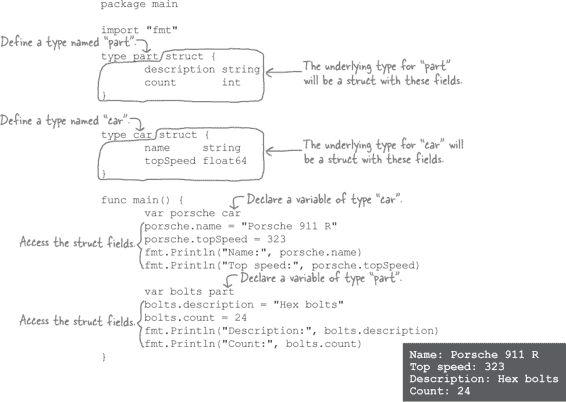 package main
import "fmt"
Define a type named "part".
type part struct {
description string
count int
}
The underlying type for "part"
will be a struct with these fields.
Define a type named "car".
type car struct {
name string
topSpeed float64
}
The underlying type for "car" will
be a struct with these fields.
func main() {
Declare a variable of type "car".
var porsche car
porsche.name = "Porsche 911 R"
Access the struct fields.
porsche.topSpeed = 323
fmt.Println("Name:", porsche.name)
fmt.Println("Top speed:", porsche.topSpeed)
Declare a variable of type "part".
var bolts part
bolts.description = "Hex bolts"
bolts.count = 24
Access the struct fields.
fmt.Println("Description:", bolts.description)
fmt.Println("Count:", bolts.count)
}
Name: Porsche 911 R
Top speed: 323
Description: Hex bolts
Count: 24